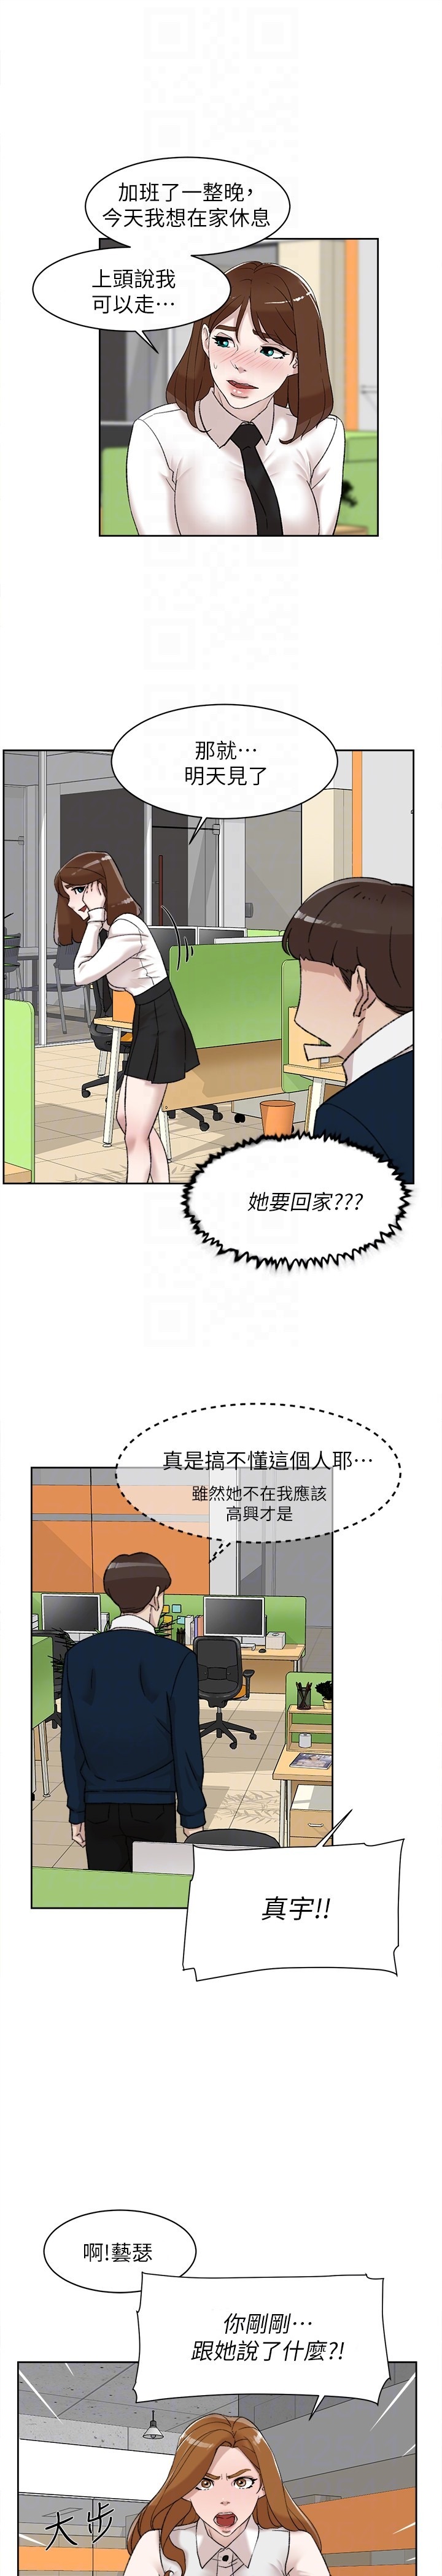 加班了一整晚，
今天我想在家休息
上頭說我
可以走…
那就…
明天見了
她要回家???
真是搞不懂這個人耶…
雖然她不在我應該
高興才是
真宇!!
啊!藝瑟
你剛剛…
跟她說了什麼?!
大步